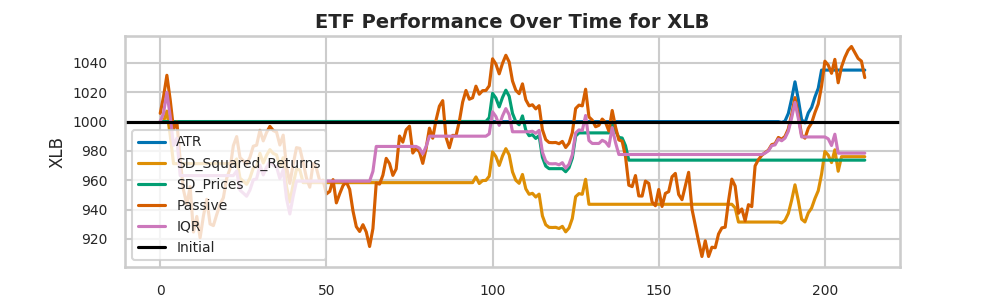 ETF Performance Over Time for XLB
XLB
1040
1020
1000
980
960
940
920
ATR
SD_Squared_Returns
SD_Prices
Passive
IQR
Initial
0 50 100 150 200